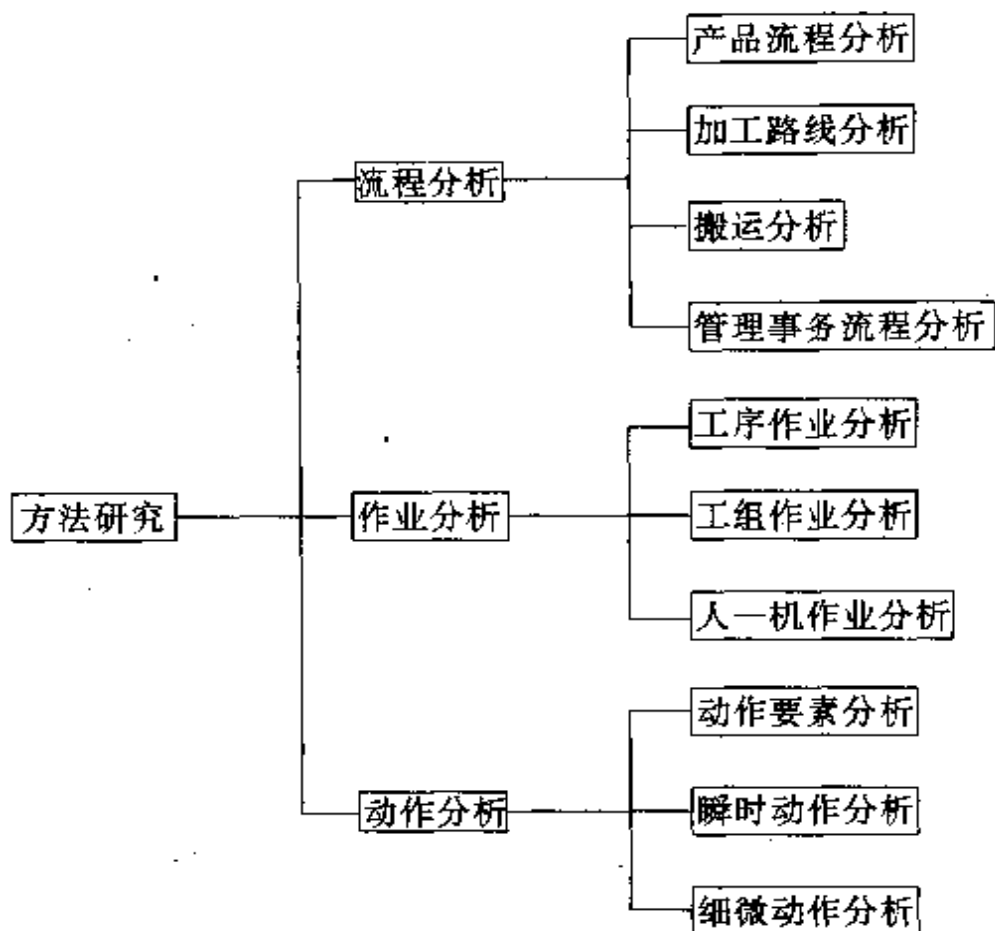 产品流程分析
加工路线分析
流程分析
搬运分析
管理事务流程分析
工序作业分析
方法研究
作业分析
工组作业分析
人—机作业分析
动作要素分析
动作分析
瞬时动作分析
细微动作分析